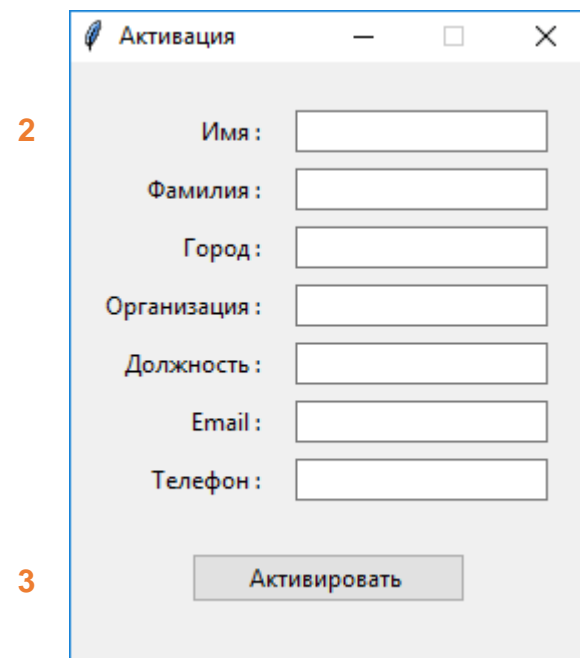 Активация
2 Имя :
Фамилия :
Город :
Организация :
Должность :
Email :
Телефон :
3 Активировать